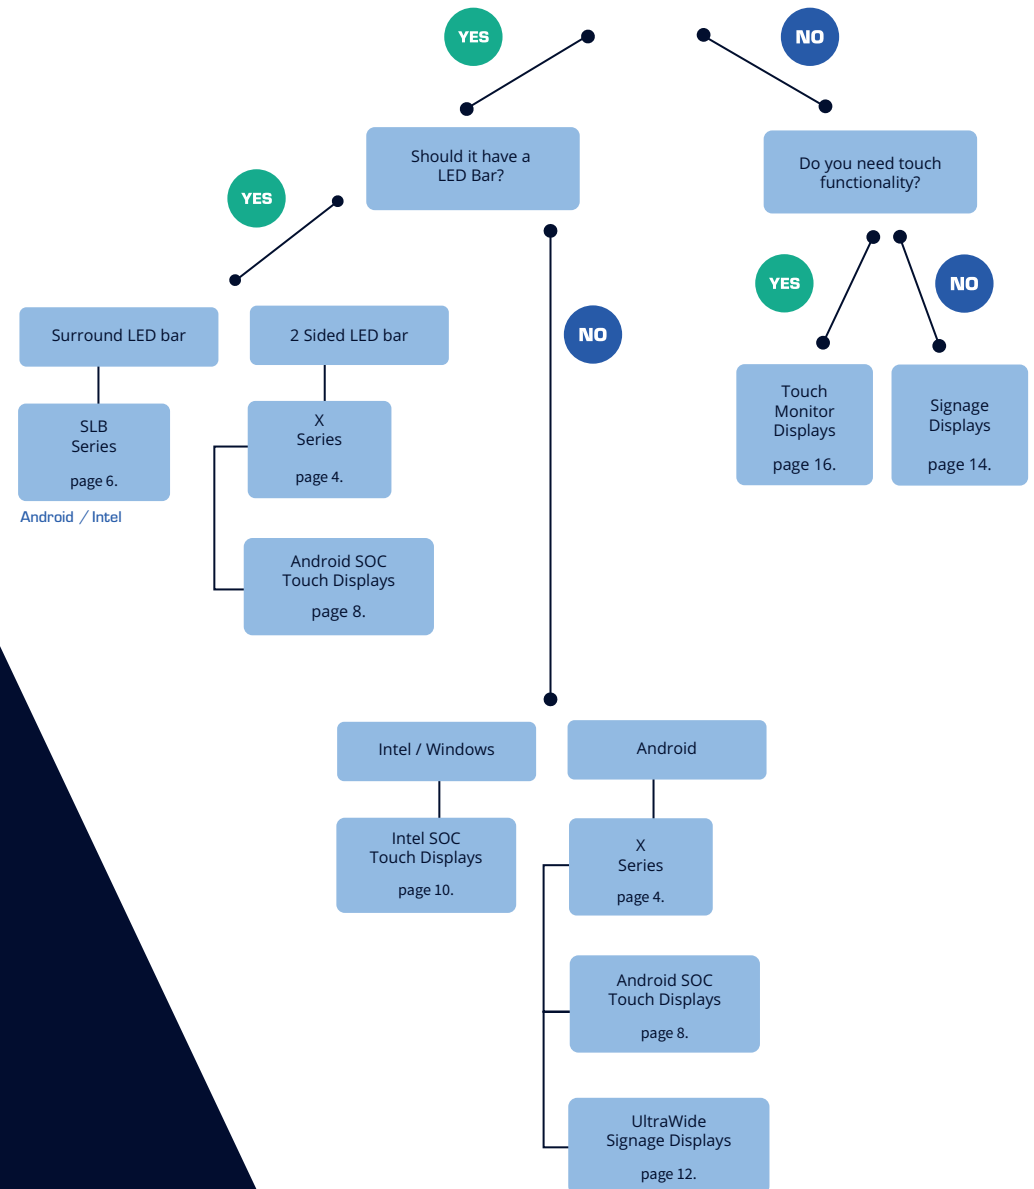 YES
NO
Should it have a
LED Bar?
Do you need touch
functionality?
YES
YES
NO
Surround LED bar
2 Sided LED bar
NO
SLB
Series
page 6.
Android / Intel
X
Series
page 4.
Touch
Monitor
Displays
page 16.
Signage
Displays
page 14.
Android SOC
Touch Displays
page 8.
Intel / Windows
Android
Intel SOC
Touch Displays
page 10.
X
Series
page 4.
Android SOC
Touch Displays
page 8.
UltraWide
Signage Displays
page 12.